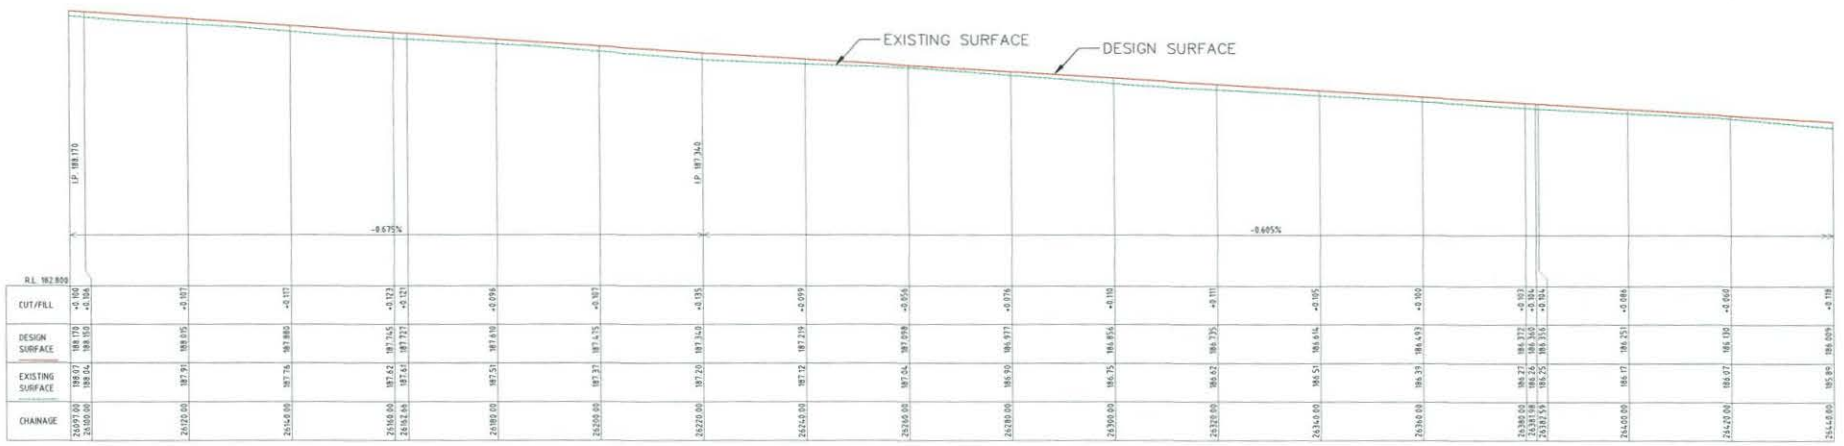 EXISTING SURFACE
DESIGN SURFACE
I.P. 188.170
I.P. 187.340
-0.675%
-0.605%
R.L. 182.800
CUT/FILL +0.100 +0.106 +0.107 +0.117 +0.123 +0.121 +0.096 +0.107 +0.135 +0.099 +0.056 +0.076 +0.110 +0.111 +0.105 +0.100 +0.103 +0.104 +0.104 +0.086 +0.060 +0.118
DESIGN SURFACE 188.170 188.150 188.015 187.880 187.745 187.727 187.610 187.475 187.340 187.219 187.098 186.977 186.856 186.735 186.614 186.493 186.372 186.360 186.356 186.251 186.130 186.009
EXISTING SURFACE 188.07 188.04 187.91 187.76 187.62 187.61 187.51 187.37 187.20 187.12 187.04 186.90 186.75 186.62 186.51 186.39 186.27 186.26 186.25 186.17 186.07 185.89
CHAINAGE 26097.00 26100.00 26120.00 26140.00 26160.00 26162.66 26180.00 26200.00 26220.00 26240.00 26260.00 26280.00 26300.00 26320.00 26340.00 26360.00 26380.00 26381.98 26382.59 26400.00 26420.00 26440.00